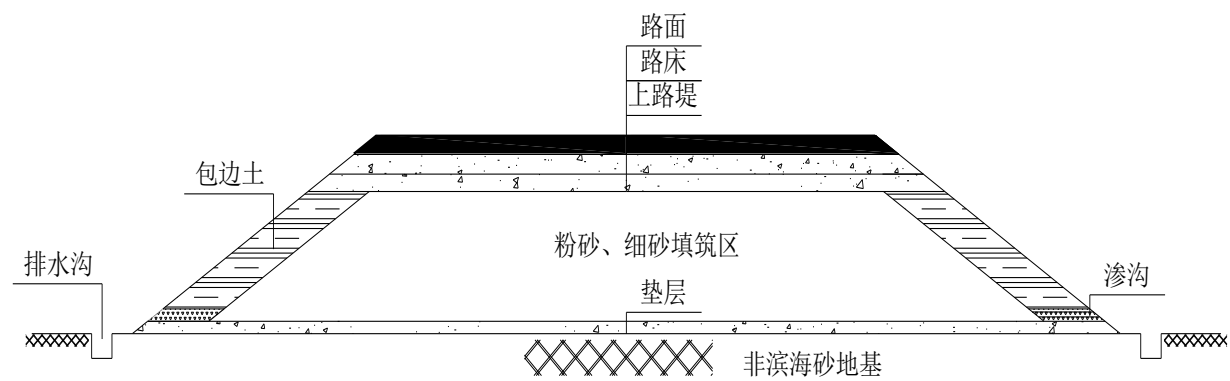 路面
路床
上路堤
包边土
粉砂、细砂填筑区
排水沟
渗沟
垫层
非滨海砂地基